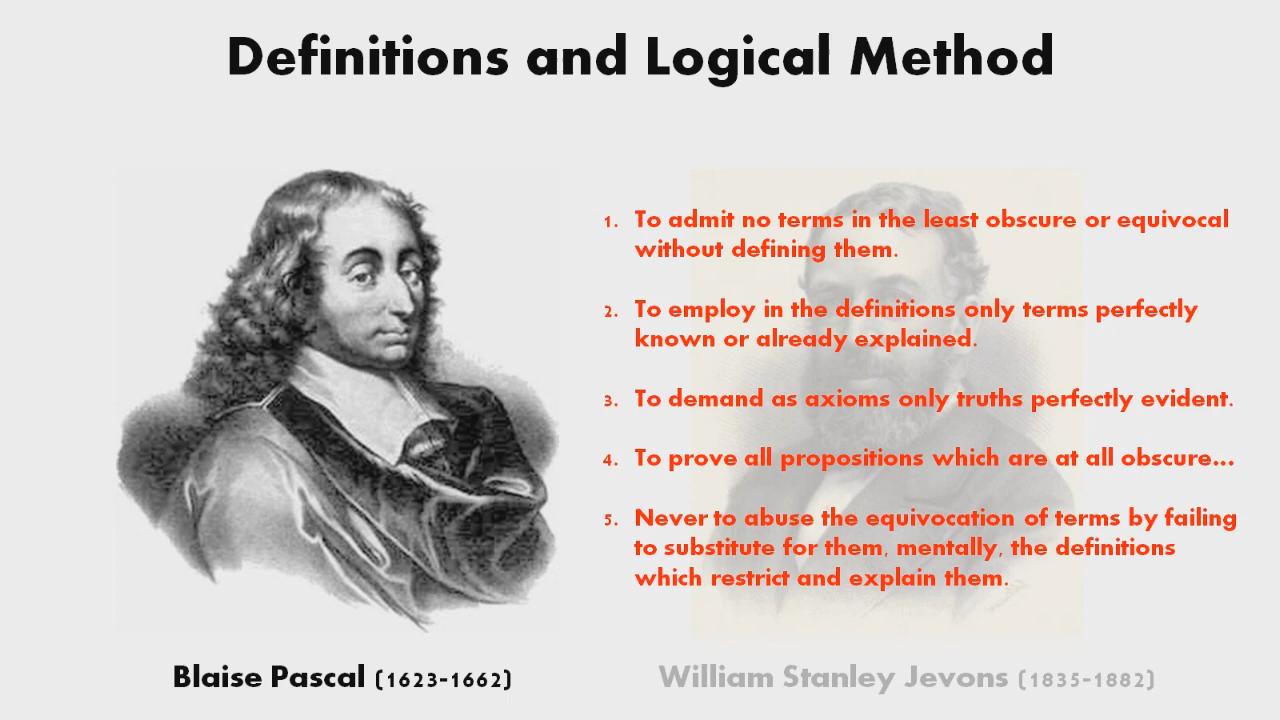 Definitions and Logical Method
1. To admit no terms in the least obscure or equivocal
without defining them.
2. To employ in the definitions only terms perfectly
known or already explained.
3. To demand as axioms only truths perfectly evident.
4. To prove all propositions which are at all obscure...
5. Never to abuse the equivocation of terms by failing
to substitute for them, mentally, the definitions
which restrict and explain them.
Blaise Pascal (1623-1662)
William Stanley Jevons (1835-1882)